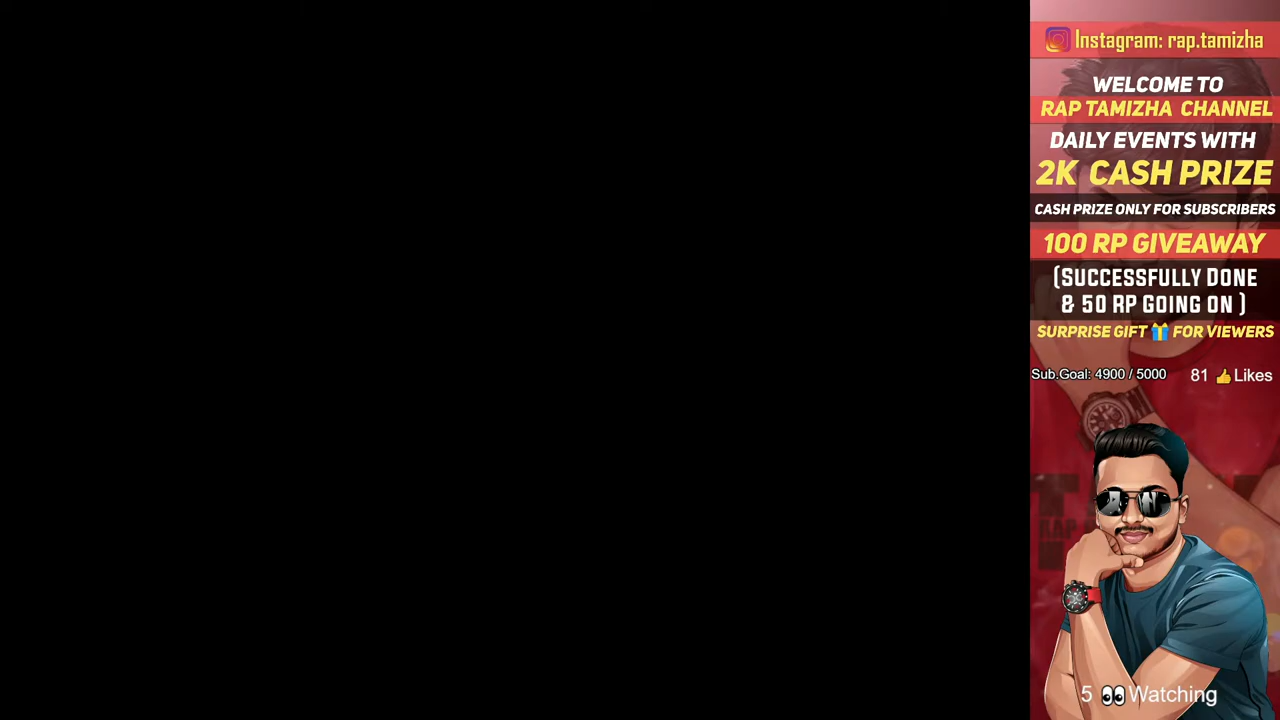 Instagram: rap.tamizha
WELCOME TO
RAP TAMIZHA CHANNEL
DAILY EVENTS WITH
2K CASH PRIZE
CASH PRIZE ONLY FOR SUBSCRIBERS
100 RP GIVEAWAY
(SUCCESSFULLY DONE
& 50 RP GOING ON )
SURPRISE GIFT 🎁 FOR VIEWERS
Sub.Goal: 4900 / 5000
81 👍Likes
5 👀Watching